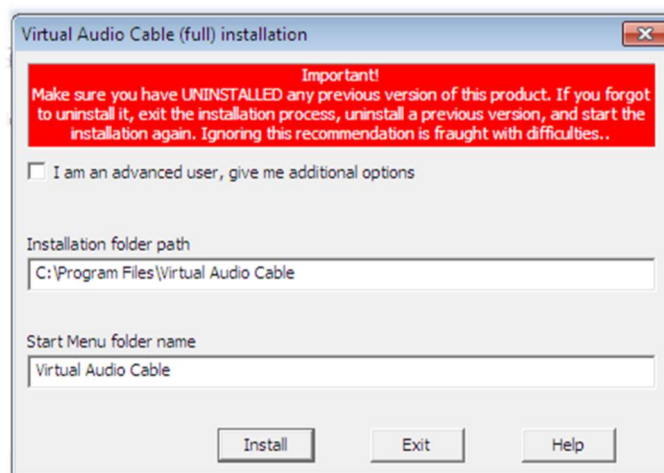 Virtual Audio Cable (full) installation
Important!
Make sure you have UNINSTALLED any previous version of this product. If you forgot
to uninstall it, exit the installation process, uninstall a previous version, and start the
installation again. Ignoring this recommendation is fraught with difficulties..
I am an advanced user, give me additional options
Installation folder path
C:\Program Files\Virtual Audio Cable
Start Menu folder name
Virtual Audio Cable
Install Exit Help